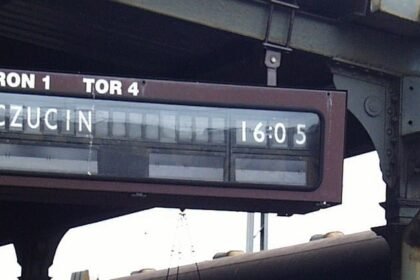 RON 1 TOR 4
CZUCIN 16:05